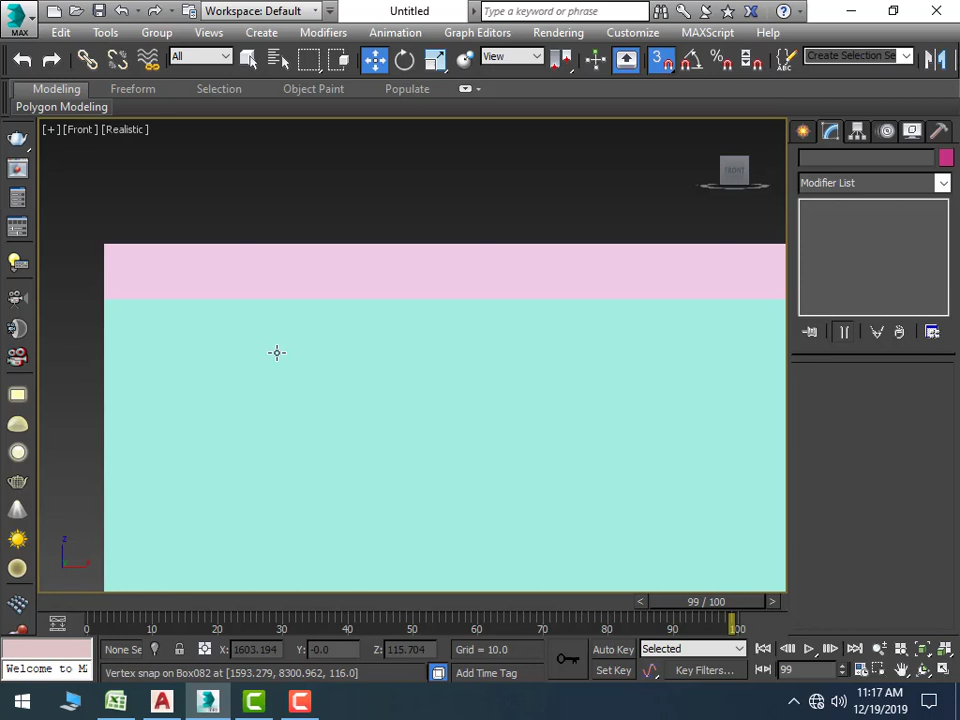 MAX
Workspace: Default
Untitled
Type a keyword or phrase
Edit
Tools
Group
Views
Create
Modifiers
Animation
Graph Editors
Rendering
Customize
MAXScript
Help
All
View
3
Create Selection Se
Modeling
Freeform
Selection
Object Paint
Populate
Polygon Modeling
[+] [Front ] [Realistic ]
FRONT
Modifier List
z
x
< 99 / 100 >
0 10 20 30 40 50 60 70 80 90 100
None Se
X: 1603.194
Y: -0.0
Z: 115.704
Grid = 10.0
Auto Key
Selected
Welcome to M
Vertex snap on Box082 at [1593.279, 8300.962, 116.0]
Add Time Tag
Set Key
Key Filters...
99
11:17 AM
12/19/2019